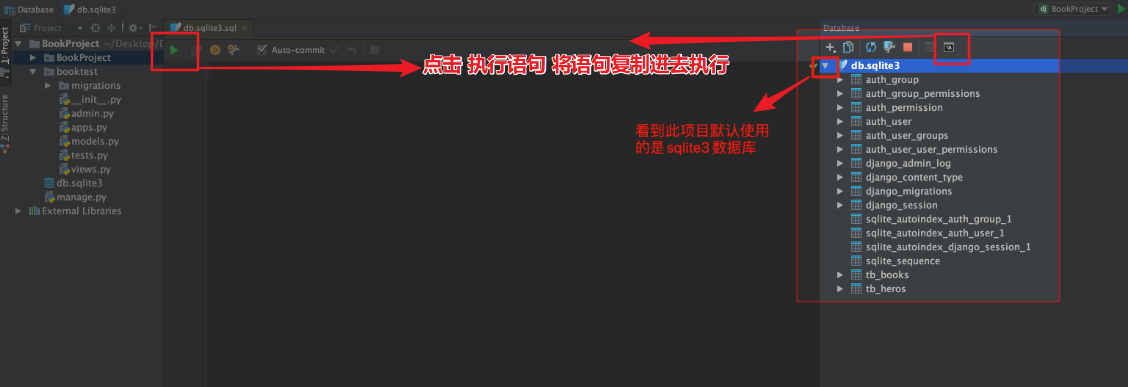 Database
db.sqlite3
BookProject
Project
db.sqlite3.sql
Database
1: Project
Z: Structure
BookProject
BookProject
booktest
migrations
__init__.py
admin.py
apps.py
models.py
tests.py
views.py
db.sqlite3
manage.py
External Libraries
Auto-commit
点击 执行语句 将语句复制进去执行
看到此项目默认使用
的是 sqlite3 数据库
db.sqlite3
auth_group
auth_group_permissions
auth_permission
auth_user
auth_user_groups
auth_user_user_permissions
django_admin_log
django_content_type
django_migrations
django_session
sqlite_autoindex_auth_group_1
sqlite_autoindex_auth_user_1
sqlite_autoindex_django_session_1
sqlite_sequence
tb_books
tb_heros